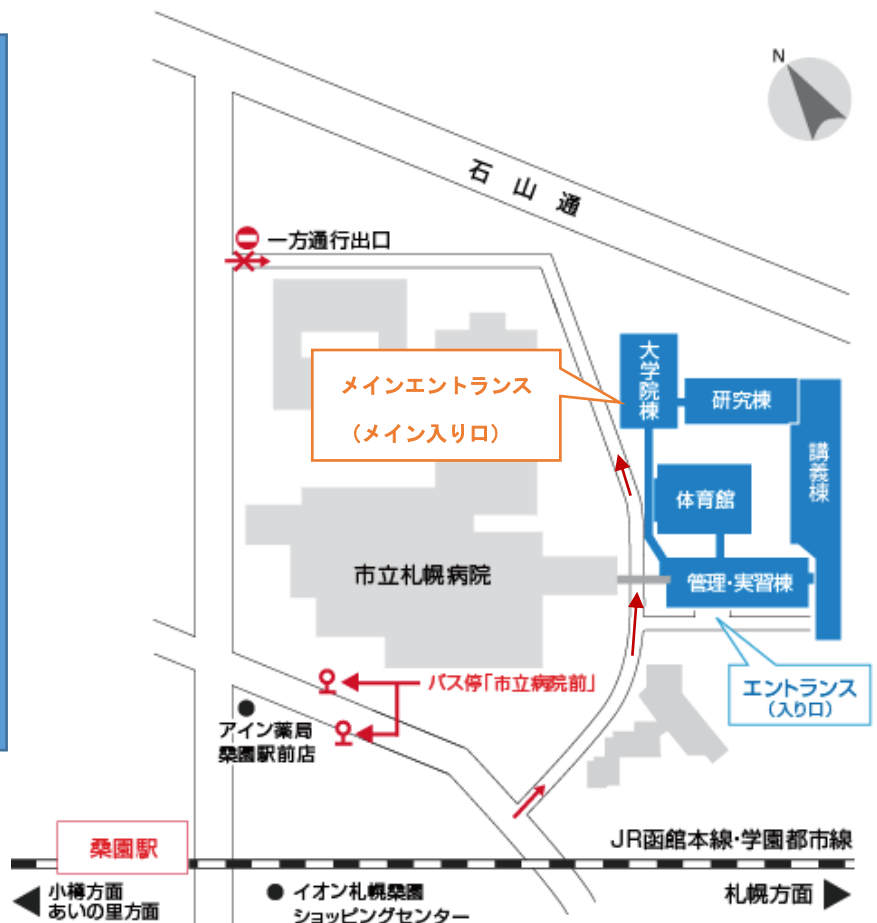 N
石山通
一方通行出口
大学院棟
研究棟
講義棟
メインエントランス
(メイン入り口)
体育館
市立札幌病院
管理・実習棟
バス停「市立病院前」
エントランス
(入り口)
アイン薬局
桑園駅前店
JR函館本線・学園都市線
桑園駅
小樽方面
あいの里方面
イオン札幌桑園
ショッピングセンター
札幌方面